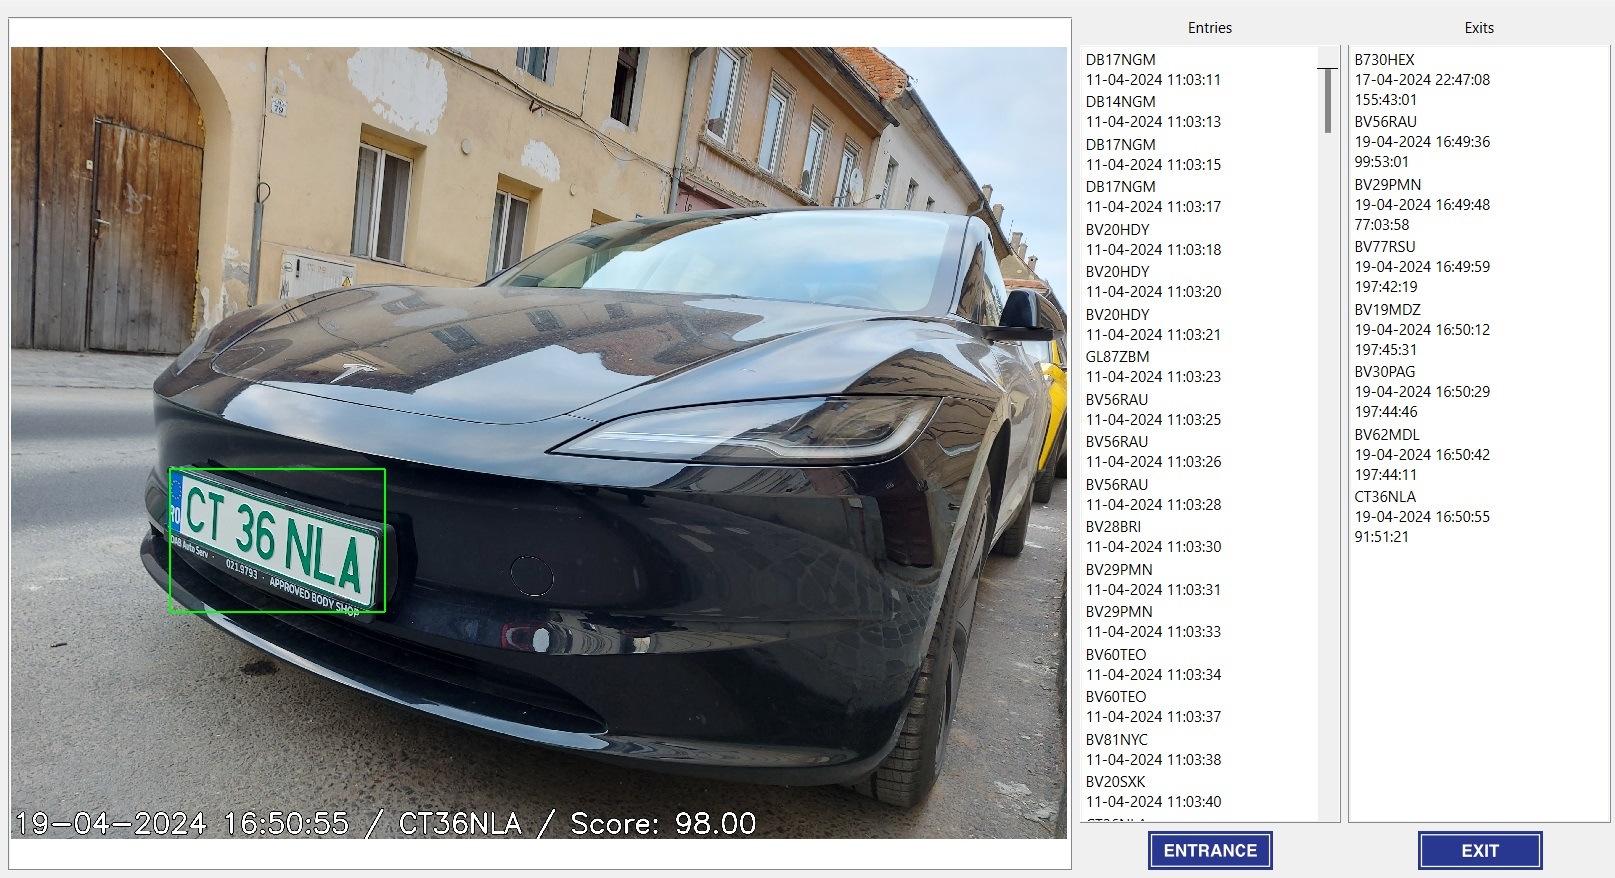 Entries
DB17NGM
11-04-2024 11:03:11
DB14NGM
11-04-2024 11:03:13
DB17NGM
11-04-2024 11:03:15
DB17NGM
11-04-2024 11:03:17
BV20HDY
11-04-2024 11:03:18
BV20HDY
11-04-2024 11:03:20
BV20HDY
11-04-2024 11:03:21
GL87ZBM
11-04-2024 11:03:23
BV56RAU
11-04-2024 11:03:25
BV56RAU
11-04-2024 11:03:26
BV56RAU
11-04-2024 11:03:28
BV28BRI
11-04-2024 11:03:30
BV29PMN
11-04-2024 11:03:31
BV29PMN
11-04-2024 11:03:33
BV60TEO
11-04-2024 11:03:34
BV60TEO
11-04-2024 11:03:37
BV81NYC
11-04-2024 11:03:38
BV20SXK
11-04-2024 11:03:40
ENTRANCE
Exits
B730HEX
17-04-2024 22:47:08
155:43:01
BV56RAU
19-04-2024 16:49:36
99:53:01
BV29PMN
19-04-2024 16:49:48
77:03:58
BV77RSU
19-04-2024 16:49:59
197:42:19
BV19MDZ
19-04-2024 16:50:12
197:45:31
BV30PAG
19-04-2024 16:50:29
197:44:46
BV62MDL
19-04-2024 16:50:42
197:44:11
CT36NLA
19-04-2024 16:50:55
91:51:21
EXIT
79
RO CT 36 NLA
Auto Serv
021.9793 · APPROVED BODY SHOP
19-04-2024 16:50:55 / CT36NLA / Score: 98.00